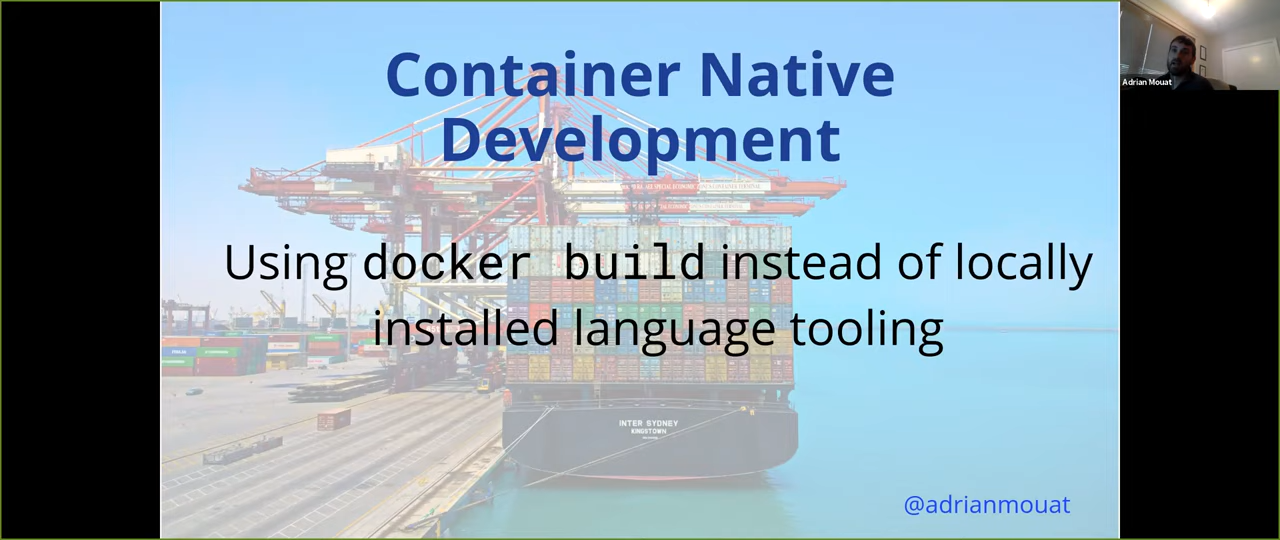 Container Native
Development
Using docker build instead of locally
installed language tooling
@adrianmouat
Adrian Mouat
INTER SYDNEY
KINGSTOWN